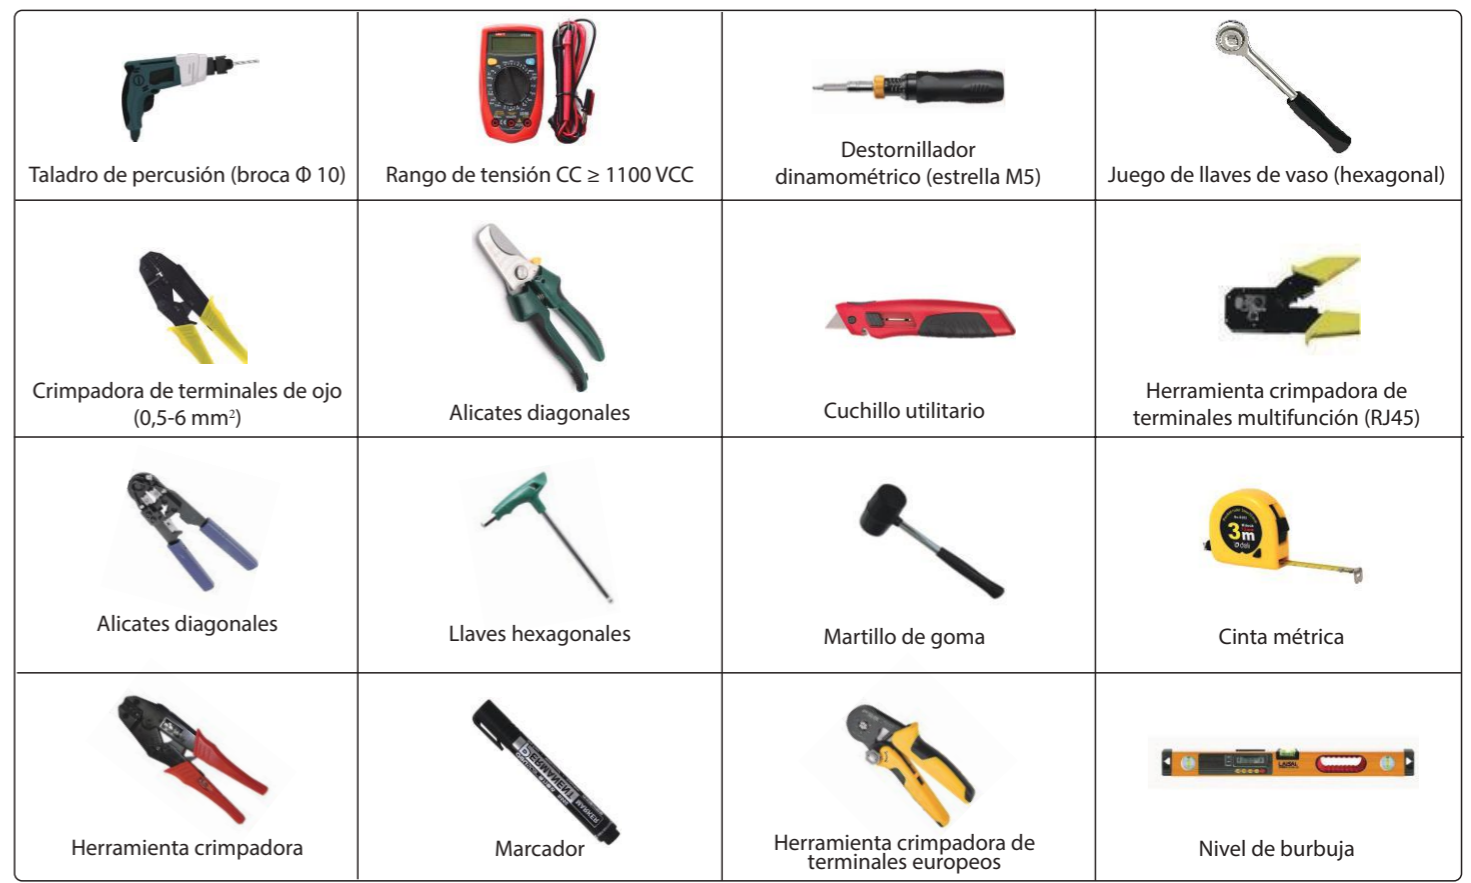 Taladro de percusión (broca Φ 10)
Rango de tensión CC ≥ 1100 VCC
Destornillador
dinamométrico (estrella M5)
Juego de llaves de vaso (hexagonal)
Crimpadora de terminales de ojo
(0,5-6 mm²)
Alicates diagonales
Cuchillo utilitario
Herramienta crimpadora de
terminales multifunción (RJ45)
Alicates diagonales
Llaves hexagonales
Martillo de goma
3m
Cinta métrica
Herramienta crimpadora
PERMANENT
MARKER
Marcador
Herramienta crimpadora de
terminales europeos
Nivel de burbuja